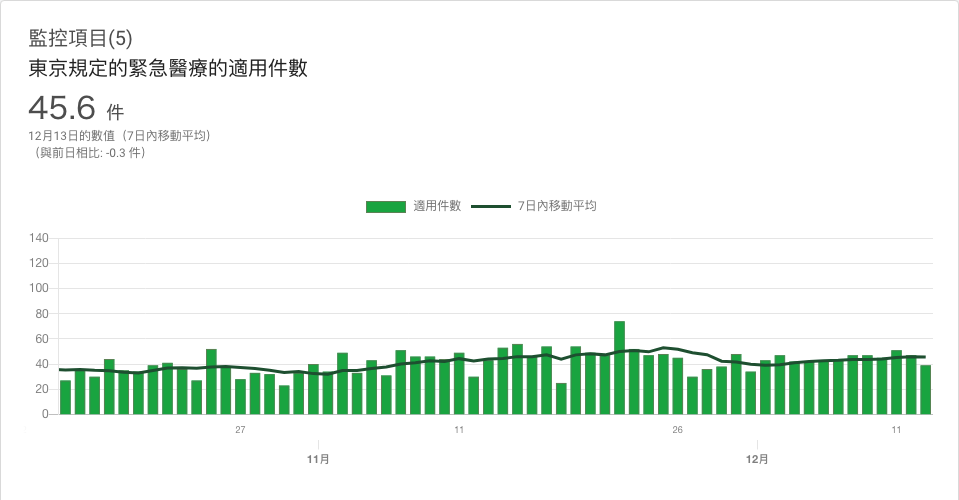 監控項目(5)
東京規定的緊急醫療的適用件數
45.6 件
12月13日的數值（7日內移動平均）
（與前日相比: -0.3 件）
適用件數 7日內移動平均
140
120
100
80
60
40
20
0
27 11 26 11
11月 12月